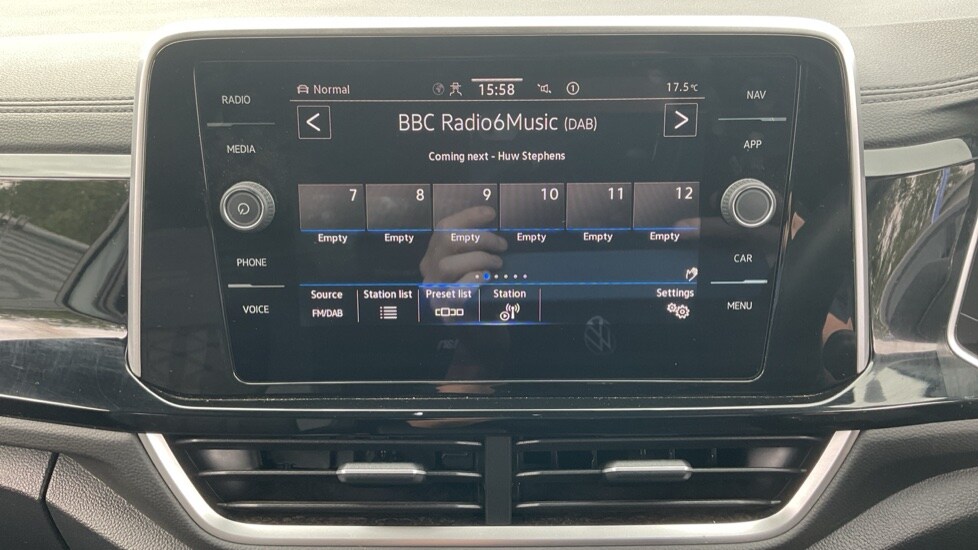 RADIO
MEDIA
PHONE
VOICE
Normal 15:58 1 17.5°C
< BBC Radio6Music (DAB) >
Coming next - Huw Stephens
7 8 9 10 11 12
Empty Empty Empty Empty Empty Empty
Source Station list Preset list Station Settings
FM/DAB
NAV
APP
CAR
MENU